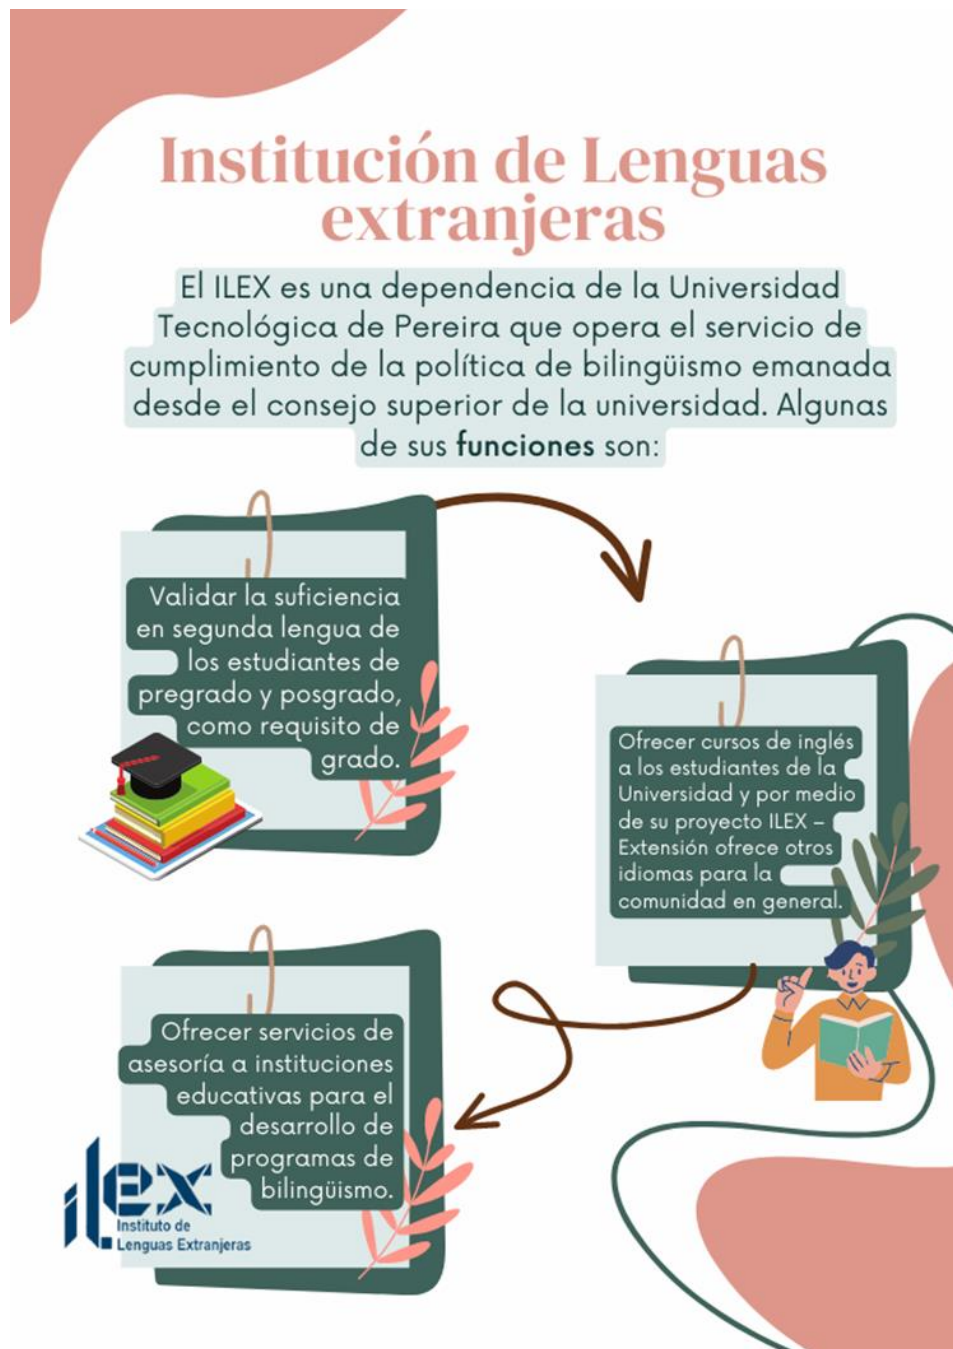 Institución de Lenguas
extranjeras
El ILEX es una dependencia de la Universidad
Tecnológica de Pereira que opera el servicio de
cumplimiento de la política de bilingüismo emanada
desde el consejo superior de la universidad. Algunas
de sus funciones son:
Validar la suficiencia
en segunda lengua de
los estudiantes de
pregrado y posgrado,
como requisito de
grado.
Ofrecer cursos de inglés
a los estudiantes de la
Universidad y por medio
de su proyecto ILEX –
Extensión ofrece otros
idiomas para la
comunidad en general.
Ofrecer servicios de
asesoría a instituciones
educativas para el
desarrollo de
programas de
bilingüismo.
ilex
Instituto de
Lenguas Extranjeras